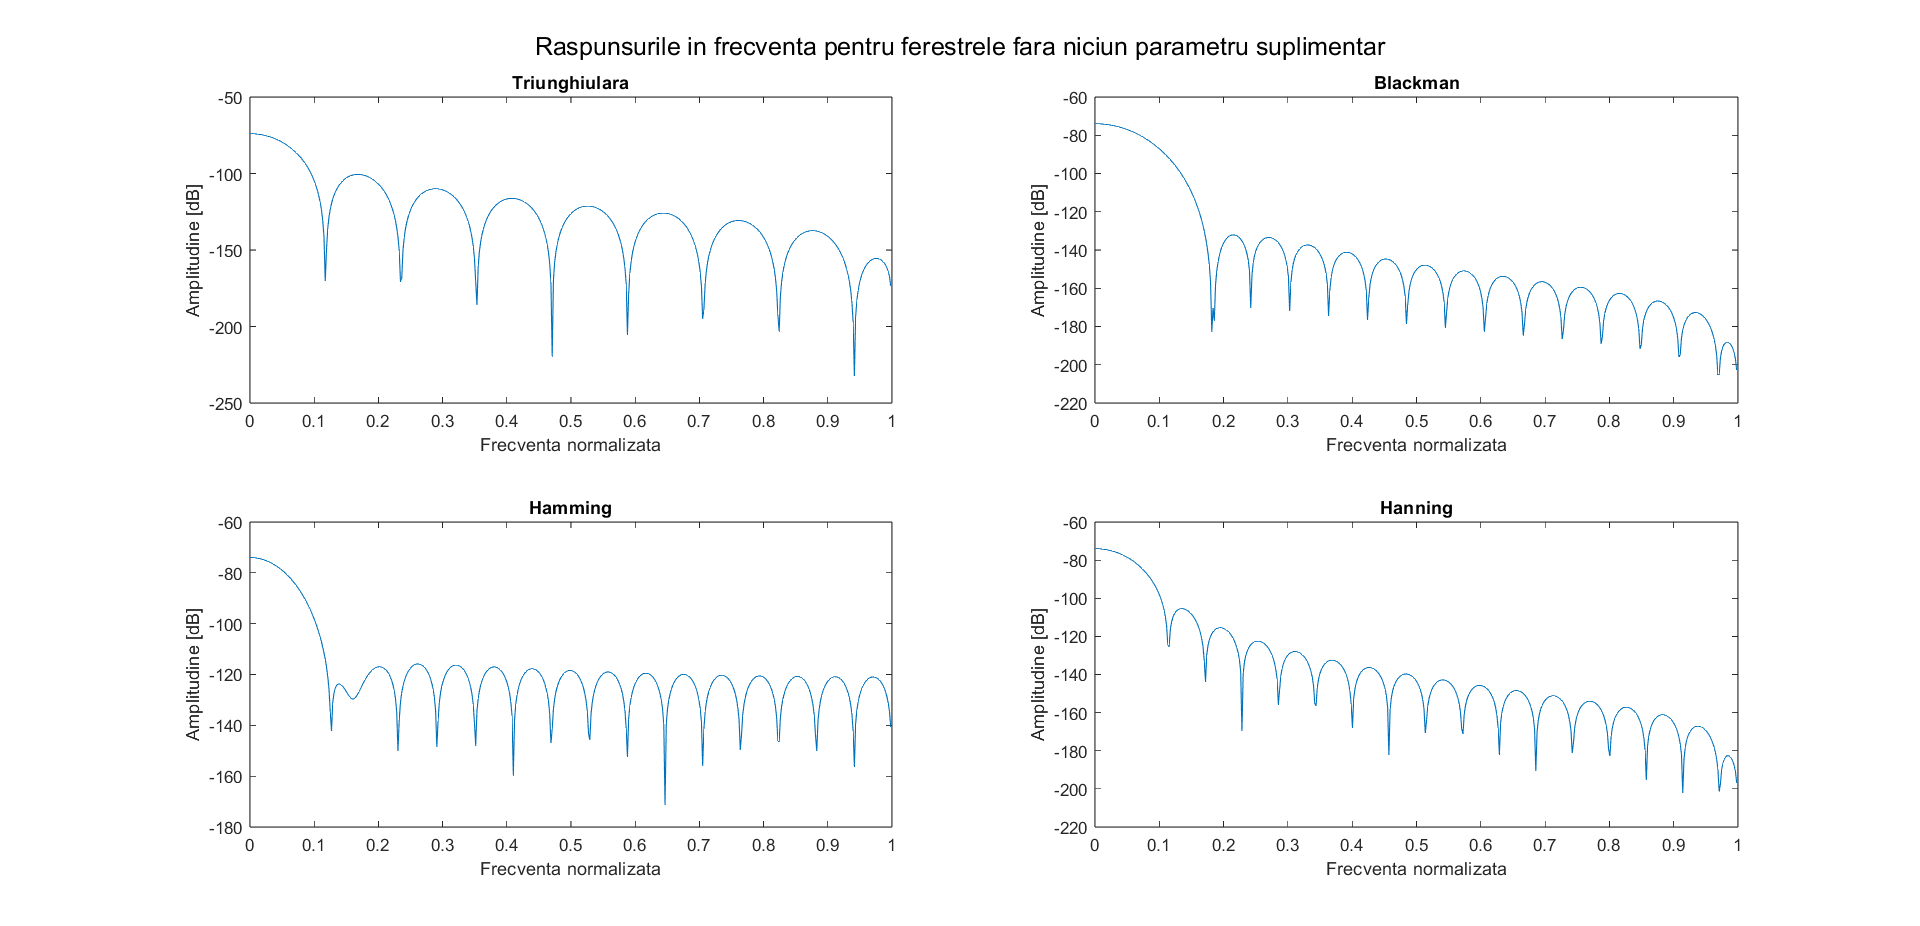 Raspunsurile in frecventa pentru ferestrele fara niciun parametru suplimentar
Triunghiulara
-50
-100
-150
-200
-250
Amplitudine [dB]
0 0.1 0.2 0.3 0.4 0.5 0.6 0.7 0.8 0.9 1
Frecventa normalizata
Blackman
-60
-80
-100
-120
-140
-160
-180
-200
-220
Amplitudine [dB]
0 0.1 0.2 0.3 0.4 0.5 0.6 0.7 0.8 0.9 1
Frecventa normalizata
Hamming
-60
-80
-100
-120
-140
-160
-180
Amplitudine [dB]
0 0.1 0.2 0.3 0.4 0.5 0.6 0.7 0.8 0.9 1
Frecventa normalizata
Hanning
-60
-80
-100
-120
-140
-160
-180
-200
-220
Amplitudine [dB]
0 0.1 0.2 0.3 0.4 0.5 0.6 0.7 0.8 0.9 1
Frecventa normalizata